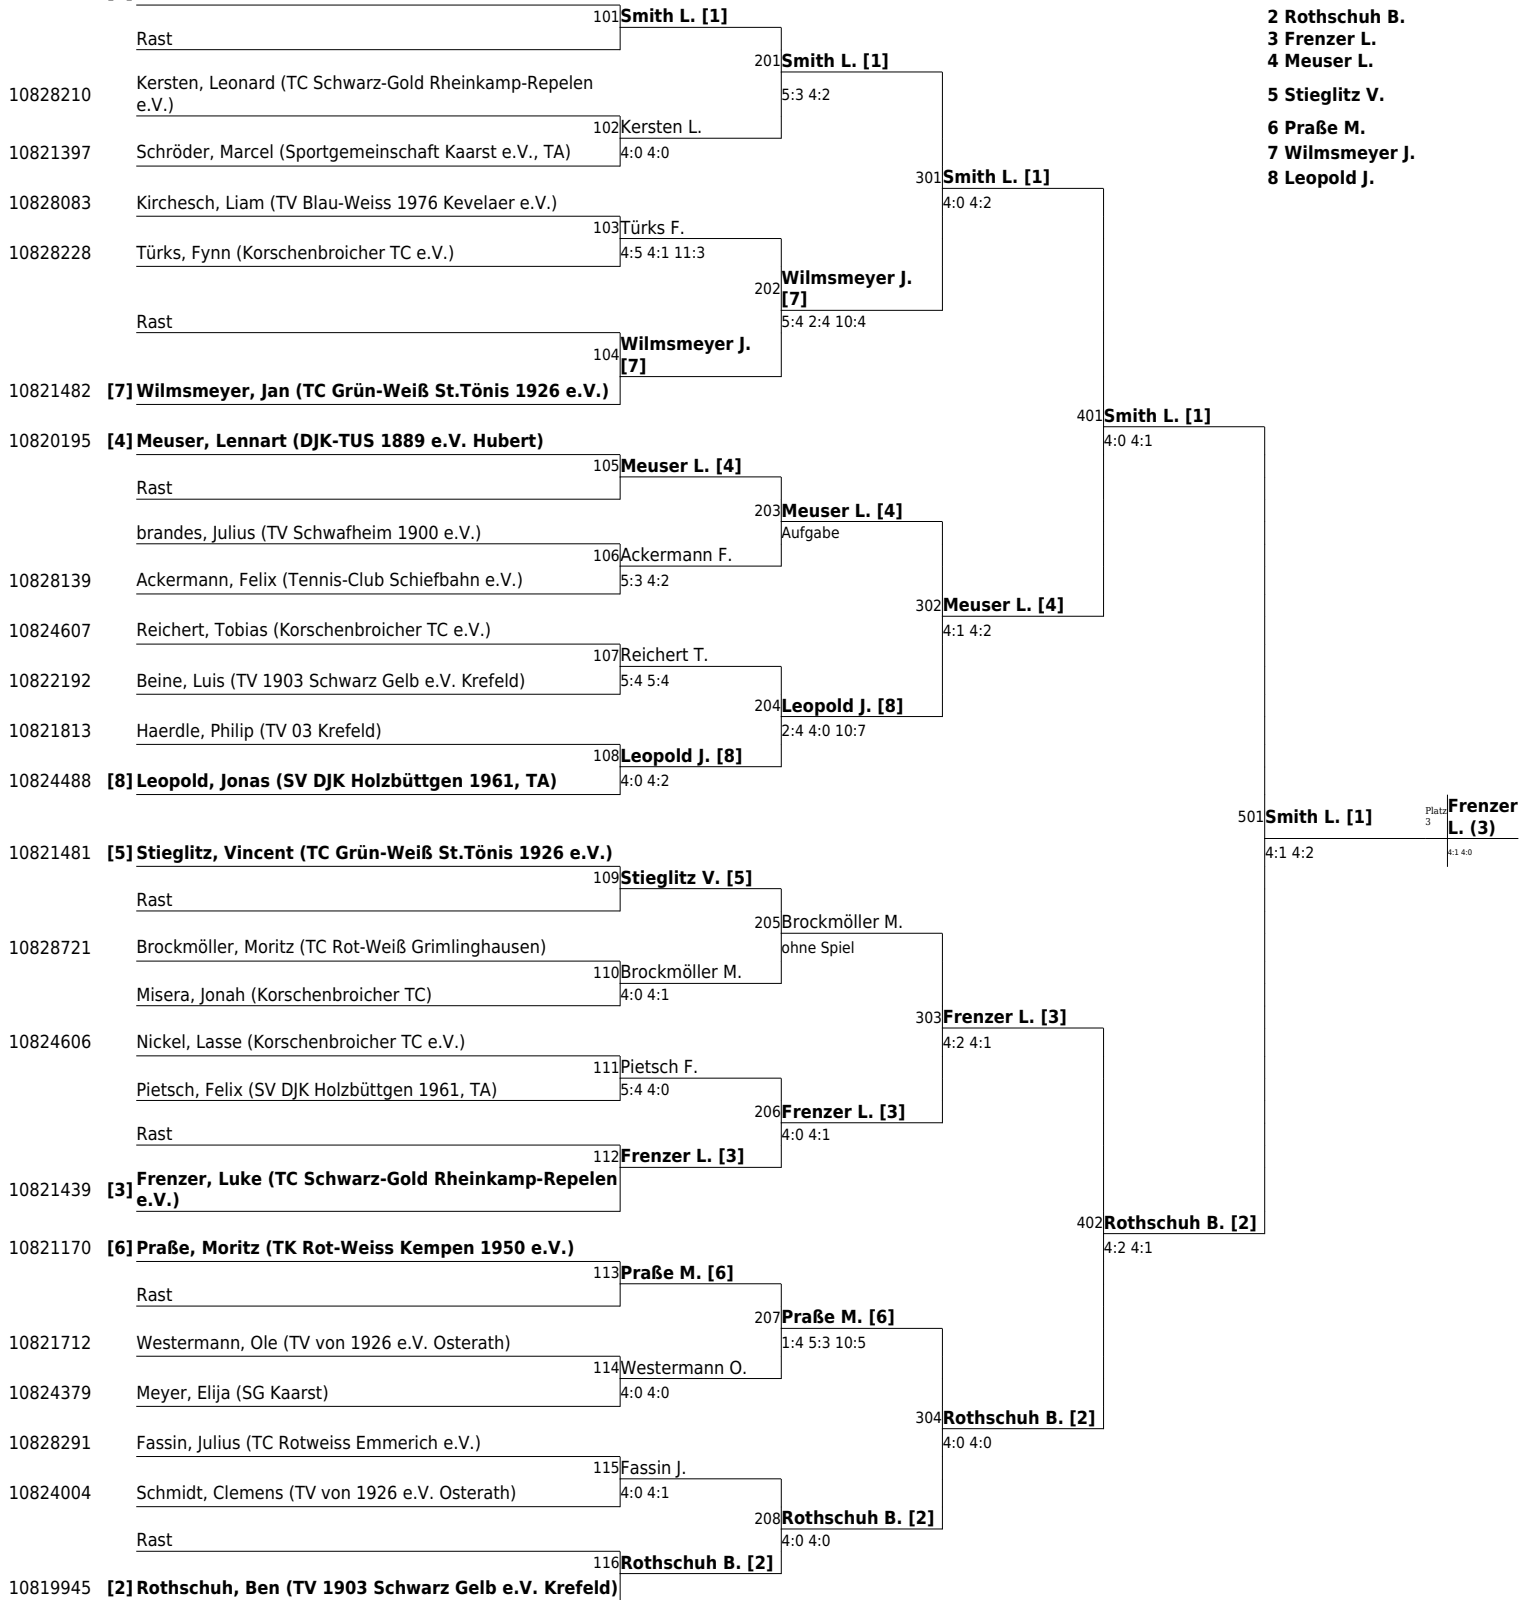 101 Smith L. [1]
Rast
201 Smith L. [1]
5:3 4:2
10828210 Kersten, Leonard (TC Schwarz-Gold Rheinkamp-Repelen
e.V.)
102 Kersten L.
4:0 4:0
10821397 Schröder, Marcel (Sportgemeinschaft Kaarst e.V., TA)
301 Smith L. [1]
4:0 4:2
10828083 Kirchesch, Liam (TV Blau-Weiss 1976 Kevelaer e.V.)
103 Türks F.
4:5 4:1 11:3
10828228 Türks, Fynn (Korschenbroicher TC e.V.)
202 Wilmsmeyer J.
[7]
5:4 2:4 10:4
Rast
104 Wilmsmeyer J.
[7]
10821482 [7] Wilmsmeyer, Jan (TC Grün-Weiß St.Tönis 1926 e.V.)
401 Smith L. [1]
4:0 4:1
10820195 [4] Meuser, Lennart (DJK-TUS 1889 e.V. Hubert)
105 Meuser L. [4]
Rast
203 Meuser L. [4]
Aufgabe
brandes, Julius (TV Schwafheim 1900 e.V.)
106 Ackermann F.
5:3 4:2
10828139 Ackermann, Felix (Tennis-Club Schiefbahn e.V.)
302 Meuser L. [4]
4:1 4:2
10824607 Reichert, Tobias (Korschenbroicher TC e.V.)
107 Reichert T.
5:4 5:4
10822192 Beine, Luis (TV 1903 Schwarz Gelb e.V. Krefeld)
204 Leopold J. [8]
2:4 4:0 10:7
10821813 Haerdle, Philip (TV 03 Krefeld)
108 Leopold J. [8]
4:0 4:2
10824488 [8] Leopold, Jonas (SV DJK Holzbüttgen 1961, TA)
501 Smith L. [1]
4:1 4:2
Platz
3
Frenzer
L. (3)
4:1 4:0
10821481 [5] Stieglitz, Vincent (TC Grün-Weiß St.Tönis 1926 e.V.)
109 Stieglitz V. [5]
Rast
205 Brockmöller M.
ohne Spiel
10828721 Brockmöller, Moritz (TC Rot-Weiß Grimlinghausen)
110 Brockmöller M.
4:0 4:1
Misera, Jonah (Korschenbroicher TC)
303 Frenzer L. [3]
4:2 4:1
10824606 Nickel, Lasse (Korschenbroicher TC e.V.)
111 Pietsch F.
5:4 4:0
Pietsch, Felix (SV DJK Holzbüttgen 1961, TA)
206 Frenzer L. [3]
4:0 4:1
Rast
112 Frenzer L. [3]
10821439 [3] Frenzer, Luke (TC Schwarz-Gold Rheinkamp-Repelen
e.V.)
402 Rothschuh B. [2]
4:2 4:1
10821170 [6] Praße, Moritz (TK Rot-Weiss Kempen 1950 e.V.)
113 Praße M. [6]
Rast
207 Praße M. [6]
1:4 5:3 10:5
10821712 Westermann, Ole (TV von 1926 e.V. Osterath)
114 Westermann O.
4:0 4:0
10824379 Meyer, Elija (SG Kaarst)
304 Rothschuh B. [2]
4:0 4:0
10828291 Fassin, Julius (TC Rotweiss Emmerich e.V.)
115 Fassin J.
4:0 4:1
10824004 Schmidt, Clemens (TV von 1926 e.V. Osterath)
208 Rothschuh B. [2]
4:0 4:0
Rast
116 Rothschuh B. [2]
10819945 [2] Rothschuh, Ben (TV 1903 Schwarz Gelb e.V. Krefeld)
2 Rothschuh B.
3 Frenzer L.
4 Meuser L.
5 Stieglitz V.
6 Praße M.
7 Wilmsmeyer J.
8 Leopold J.